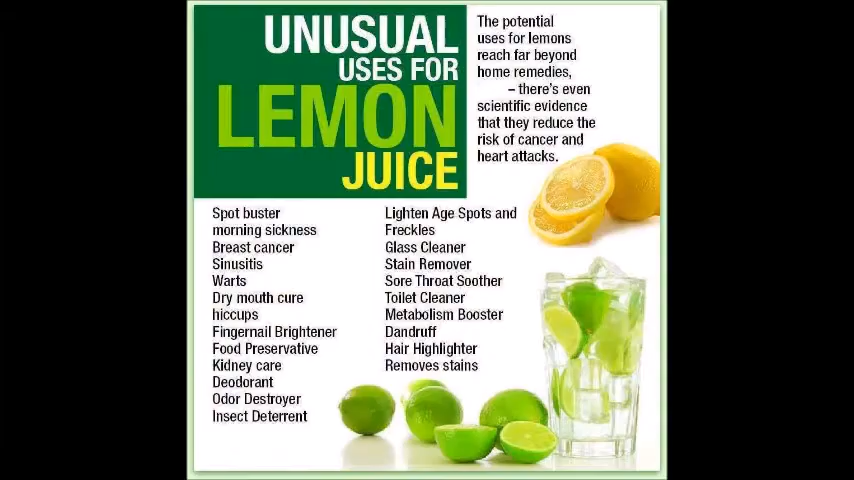 UNUSUAL
USES FOR
LEMON
JUICE
The potential
uses for lemons
reach far beyond
home remedies,
– there's even
scientific evidence
that they reduce the
risk of cancer and
heart attacks.
Spot buster
morning sickness
Breast cancer
Sinusitis
Warts
Dry mouth cure
hiccups
Fingernail Brightener
Food Preservative
Kidney care
Deodorant
Odor Destroyer
Insect Deterrent
Lighten Age Spots and
Freckles
Glass Cleaner
Stain Remover
Sore Throat Soother
Toilet Cleaner
Metabolism Booster
Dandruff
Hair Highlighter
Removes stains